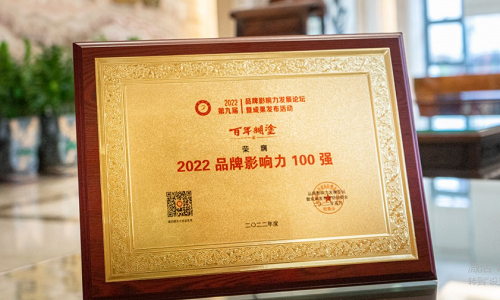 2022
第九届
品牌影响力发展论坛
暨成果发布活动
百年糊塗
荣膺
2022 品牌影响力 100 强
二〇二二年度